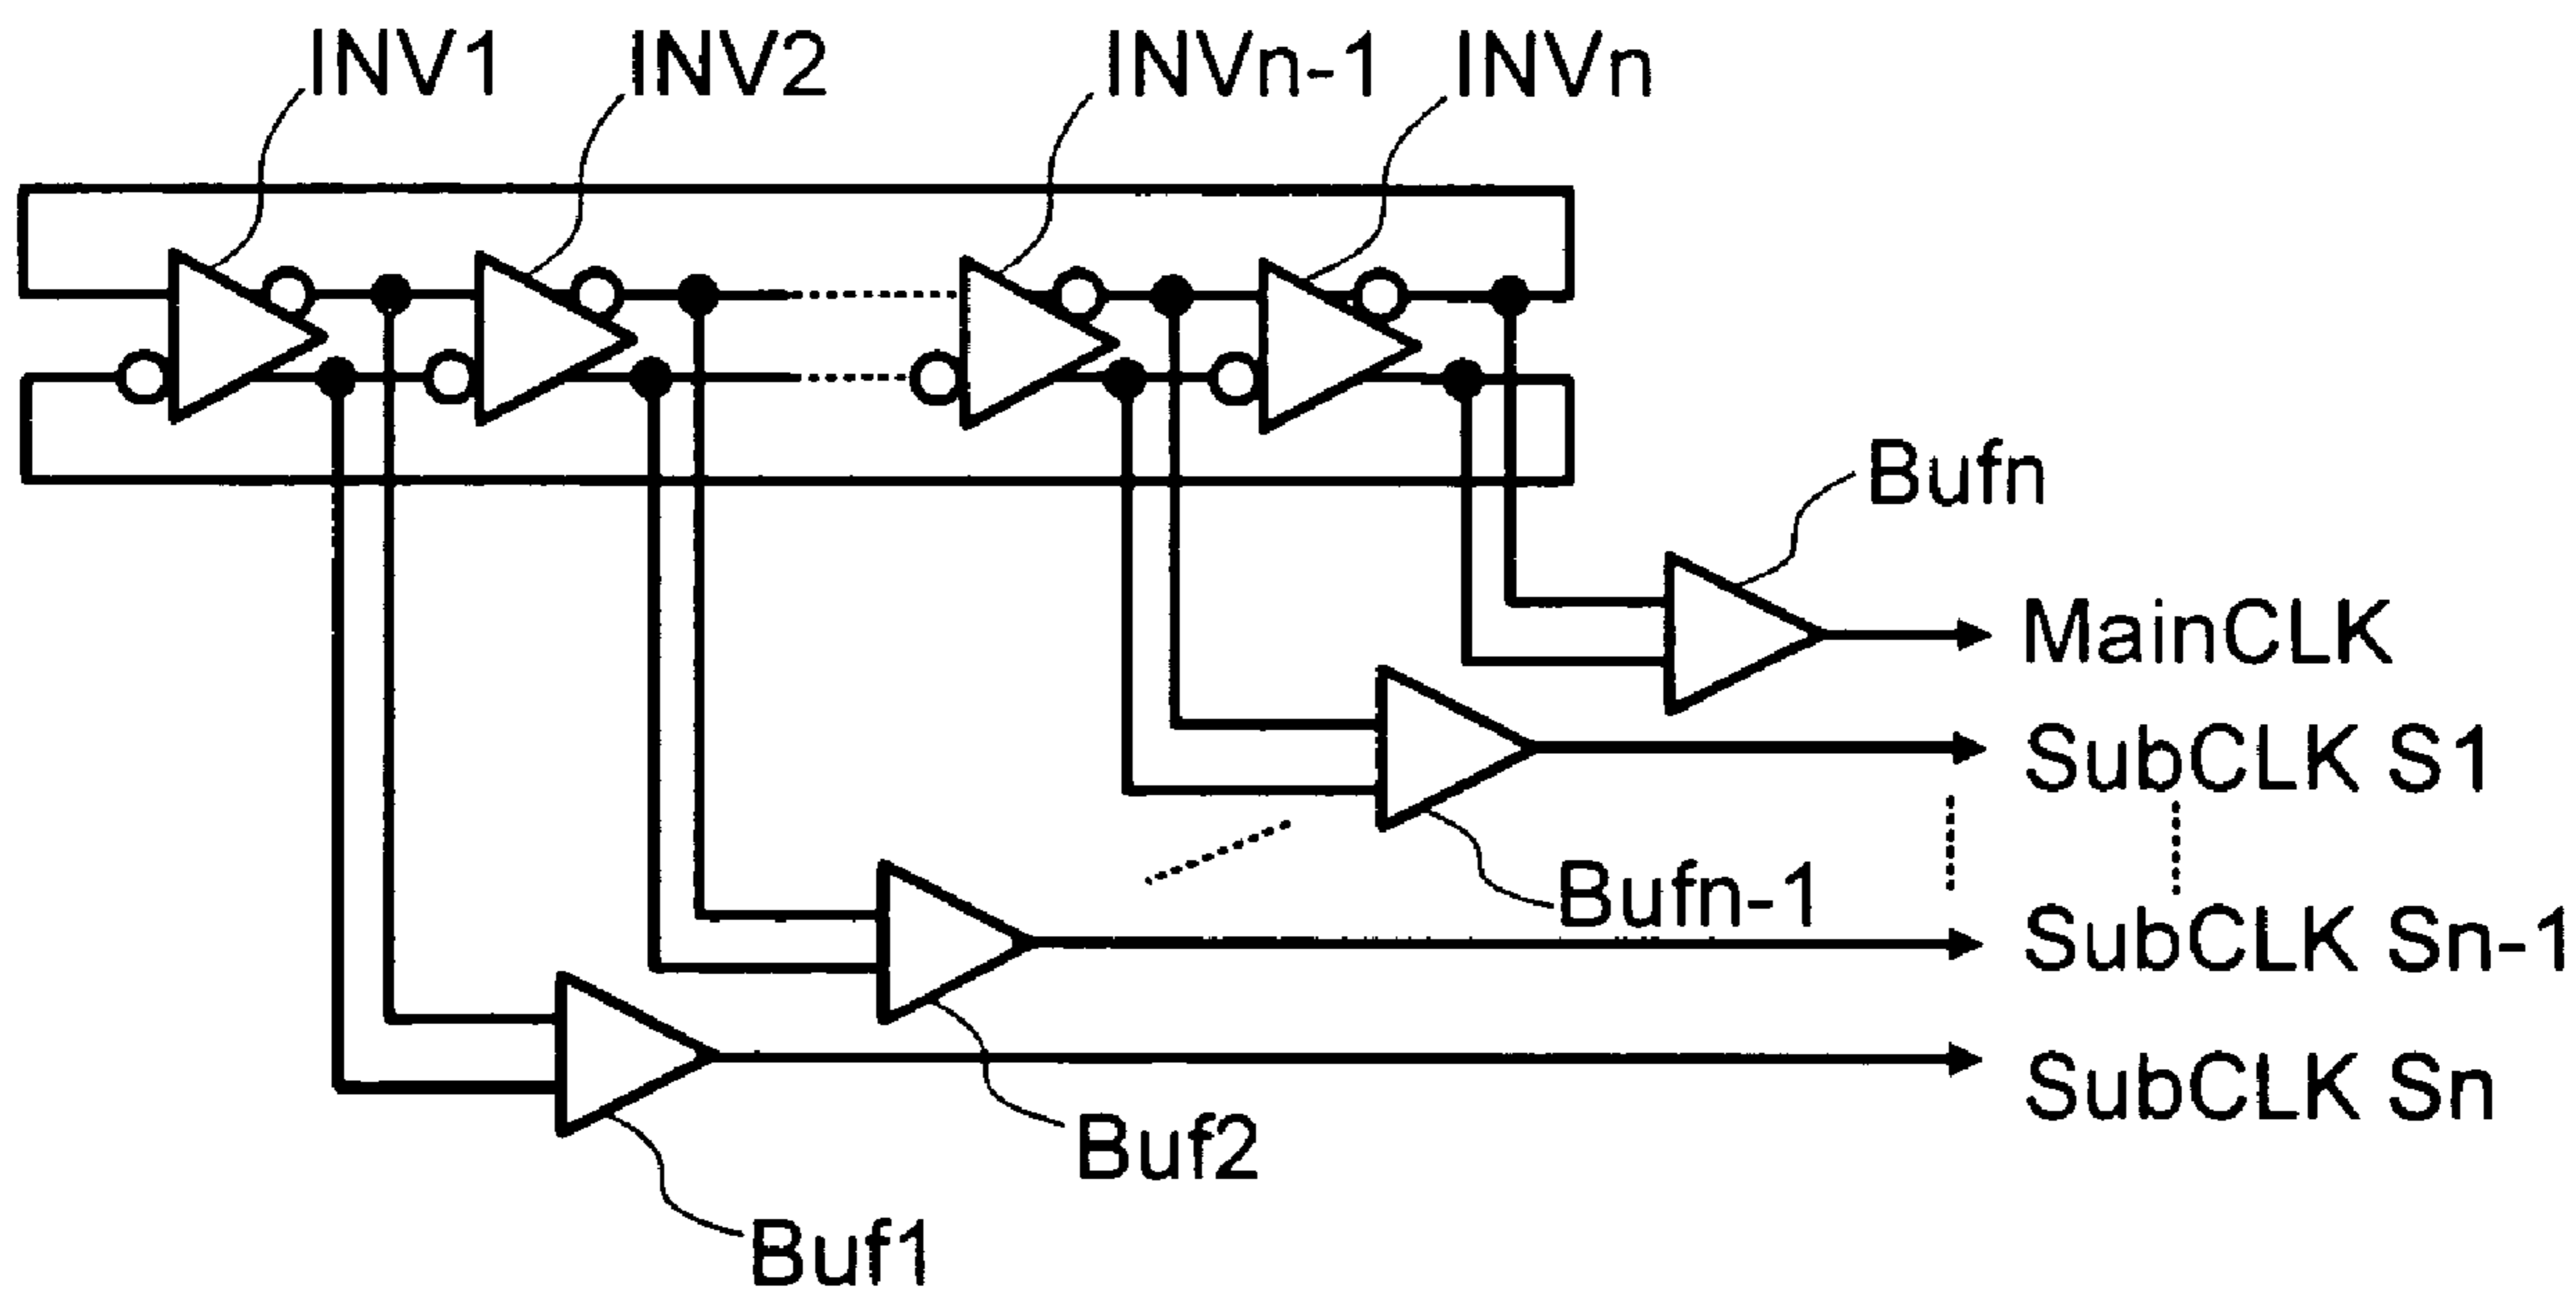 INV1
INV2
INVn-1
INVn
Bufn
MainCLK
SubCLK S1
Bufn-1
SubCLK Sn-1
SubCLK Sn
Buf2
Buf1